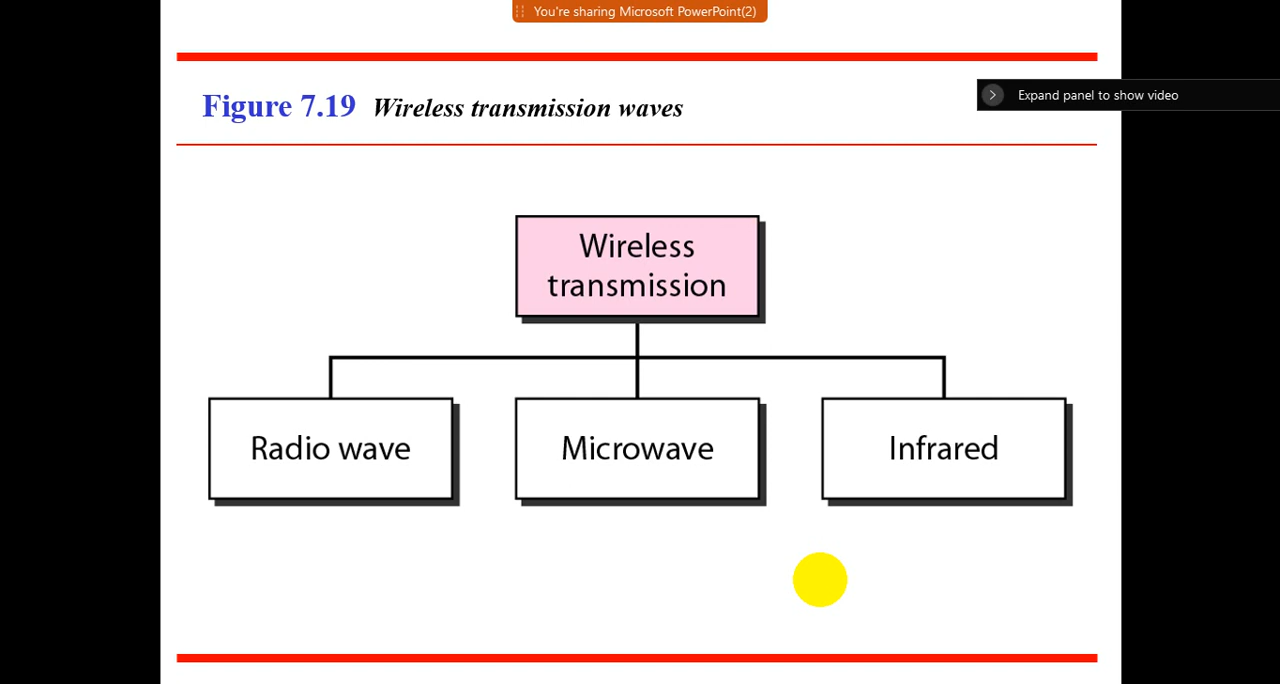 You're sharing Microsoft PowerPoint(2)
Expand panel to show video
Figure 7.19 Wireless transmission waves
Wireless
transmission
Radio wave
Microwave
Infrared